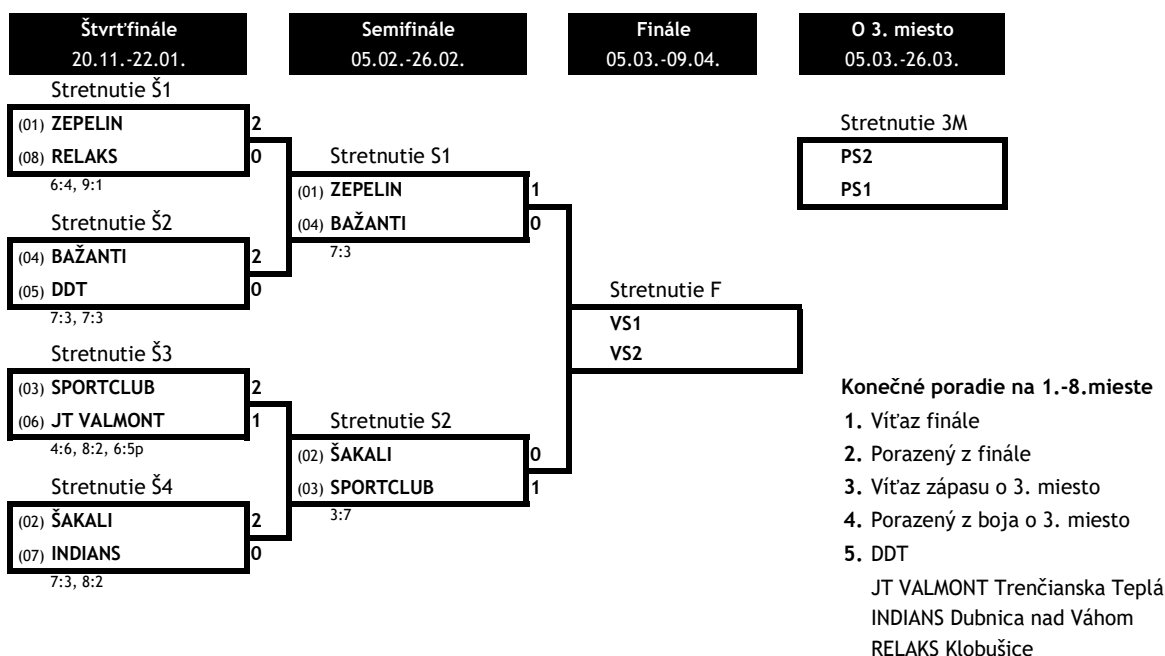 Štvrťfinále
20.11.-22.01.
Semifinále
05.02.-26.02.
Finále
05.03.-09.04.
O 3. miesto
05.03.-26.03.
Stretnutie Š1
(01) ZEPELIN 2
(08) RELAKS 0
6:4, 9:1
Stretnutie Š2
(04) BAŽANTI 2
(05) DDT 0
7:3, 7:3
Stretnutie Š3
(03) SPORTCLUB 2
(06) JT VALMONT 1
4:6, 8:2, 6:5p
Stretnutie Š4
(02) ŠAKALI 2
(07) INDIANS 0
7:3, 8:2
Stretnutie S1
(01) ZEPELIN 1
(04) BAŽANTI 0
7:3
Stretnutie S2
(02) ŠAKALI 0
(03) SPORTCLUB 1
3:7
Stretnutie F
VS1
VS2
Stretnutie 3M
PS2
PS1
Konečné poradie na 1.-8.mieste
1. Víťaz finále
2. Porazený z finále
3. Víťaz zápasu o 3. miesto
4. Porazený z boja o 3. miesto
5. DDT
JT VALMONT Trenčianska Teplá
INDIANS Dubnica nad Váhom
RELAKS Klobušice